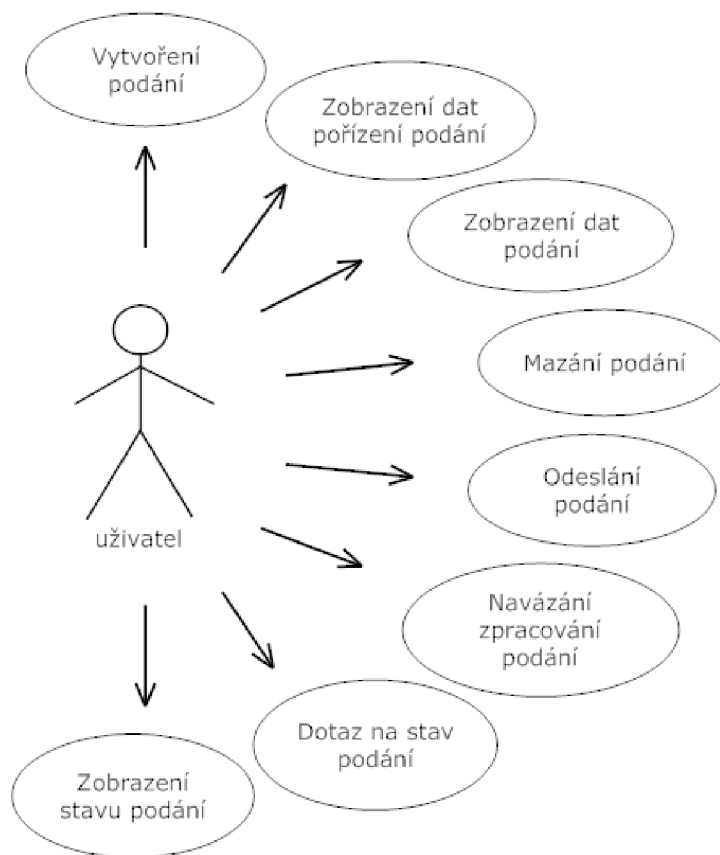 Vytvoření
podání
Zobrazení dat
pořízení podání
Zobrazení dat
podání
Mazání podání
Odeslání
podání
uživatel
Navázání
zpracování
podání
Dotaz na stav
podání
Zobrazení
stavu podání